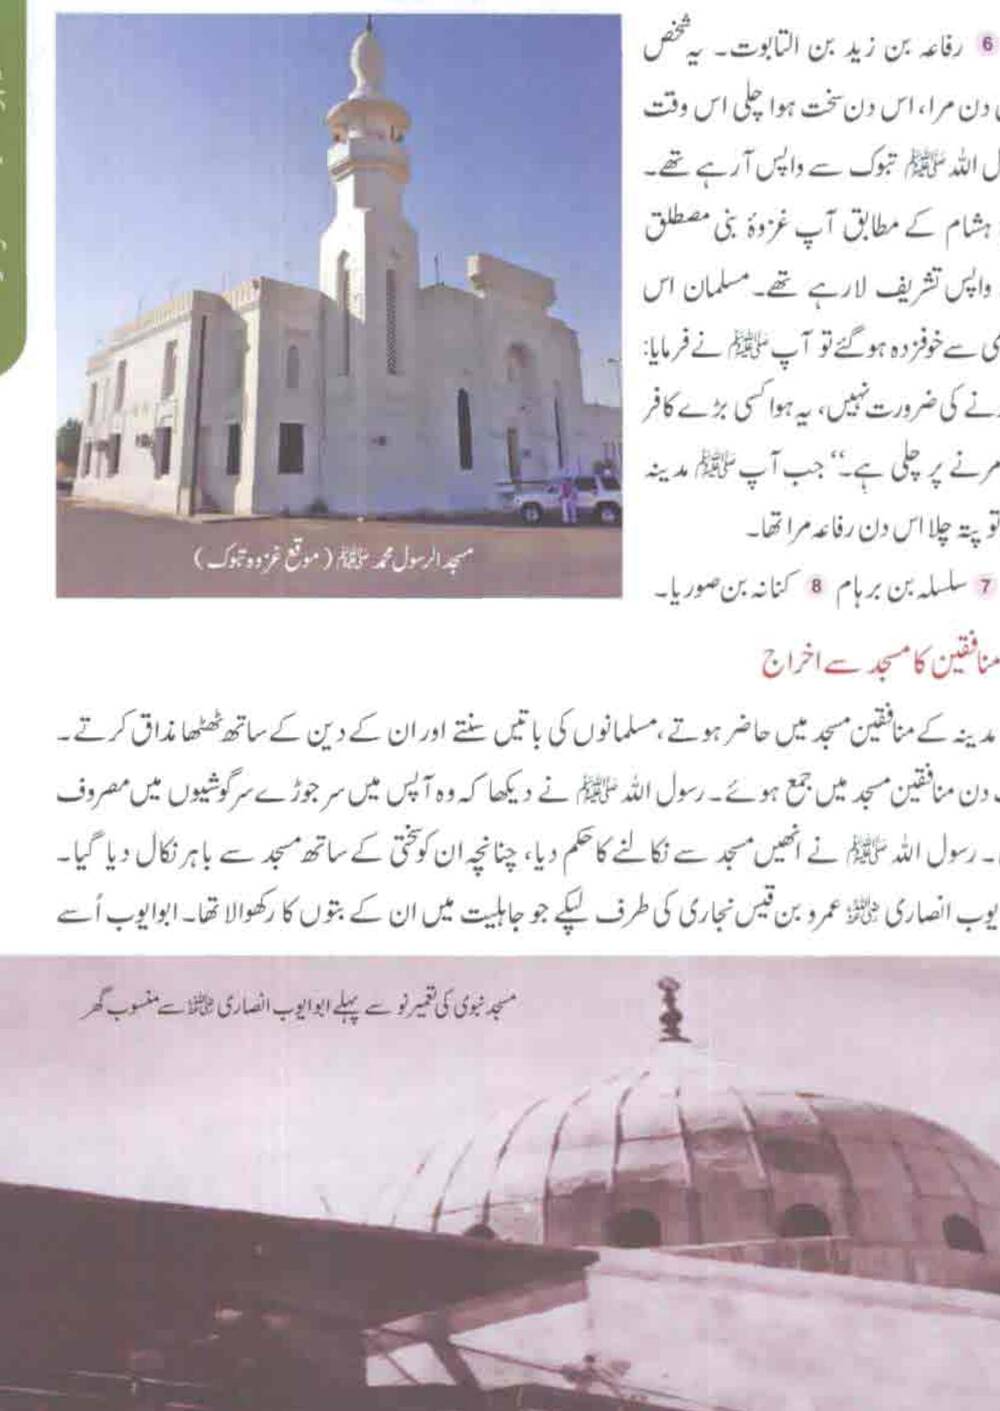 6 رفاعہ بن زید بن التابوت۔ یہ شخص
دن مرا، اس دن سخت ہوا چلی اس وقت
اللہ ﷺ تبوک سے واپس آرہے تھے۔
ہشام کے مطابق آپ غزوۂ بنی مصطلق
واپس تشریف لارہے تھے۔ مسلمان اس
سے خوفزدہ ہو گئے تو آپ ﷺ نے فرمایا:
کی ضرورت نہیں، یہ ہوا کسی بڑے کافر
مرنے پر چلی ہے۔“ جب آپ ﷺ مدینہ
تو پتہ چلا اس دن رفاعہ مرا تھا۔
7 سلسلہ بن برہام 8 کنانہ بن صوریا۔
مسجد الرسول محمد ﷺ (موقع غزوہ تبوک)
منافقین کا مسجد سے اخراج
مدینہ کے منافقین مسجد میں حاضر ہوتے، مسلمانوں کی باتیں سنتے اور ان کے دین کے ساتھ ٹھٹھا مذاق کرتے۔
دن منافقین مسجد میں جمع ہوئے۔ رسول اللہ ﷺ نے دیکھا کہ وہ آپس میں سر جوڑے سرگوشیوں میں مصروف
۔ رسول اللہ ﷺ نے انھیں مسجد سے نکالنے کا حکم دیا، چنانچہ ان کو سختی کے ساتھ مسجد سے باہر نکال دیا گیا۔
انصاری رضی اللہ عنہ عمرو بن قیس نجاری کی طرف لپکے جو جاہلیت میں ان کے بتوں کا رکھوالا تھا۔ ابوایوب اُسے
مسجد نبوی کی تعمیر نو سے پہلے ابوایوب انصاری رضی اللہ عنہ سے منسوب گھر